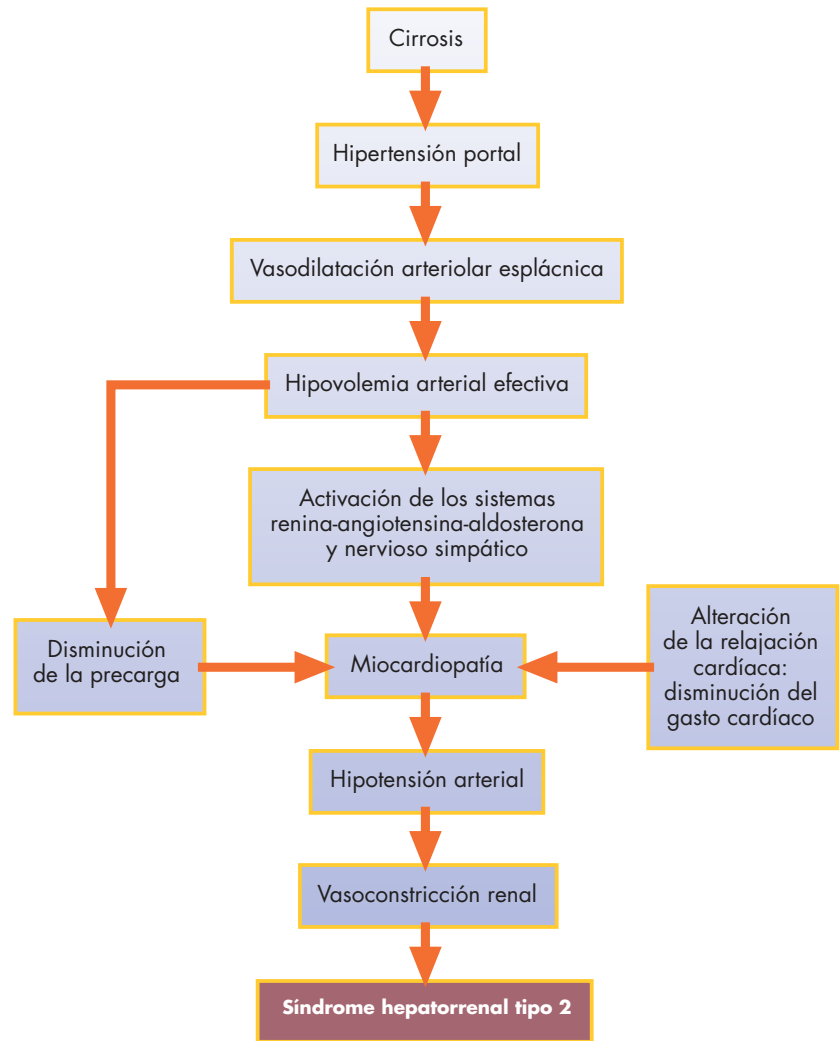 Cirrosis
Hipertensión portal
Vasodilatación arteriolar esplácnica
Hipovolemia arterial efectiva
Activación de los sistemas
renina-angiotensina-aldosterona
y nervioso simpático
Disminución
de la precarga
Miocardiopatía
Alteración
de la relajación
cardíaca:
disminución del
gasto cardíaco
Hipotensión arterial
Vasoconstricción renal
Síndrome hepatorrenal tipo 2